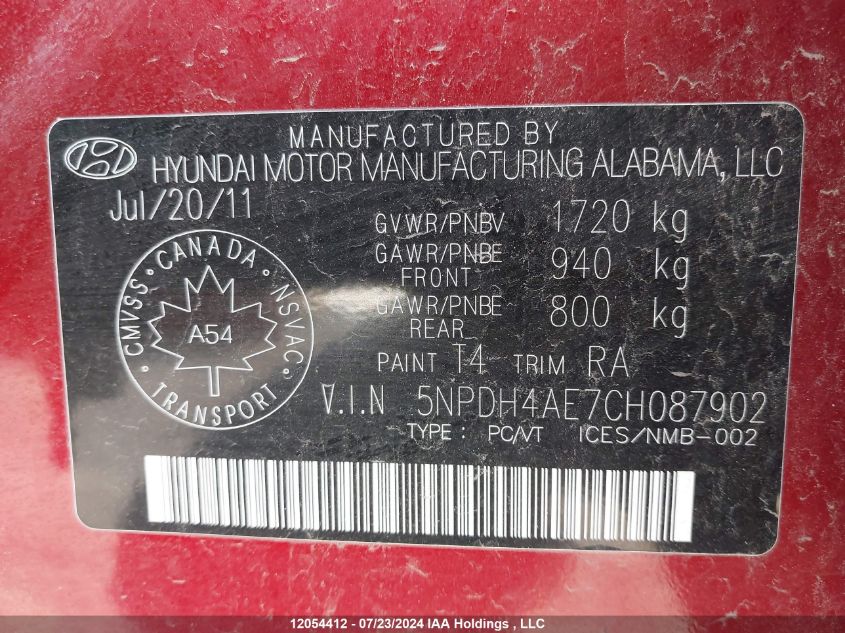 MANUFACTURED BY
HYUNDAI MOTOR MANUFACTURING ALABAMA, LLC
Jul/20/11
GVWR/PNBV 1720 kg
GAWR/PNBE FRONT 940 kg
GAWR/PNBE REAR 800 kg
PAINT T4 TRIM RA
V.I.N 5NPDH4AE7CH087902
TYPE : PC/VT ICES/NMB-002
CMVSS • CANADA • NSVAC • TRANSPORT •
A54
12054412 - 07/23/2024 IAA Holdings , LLC